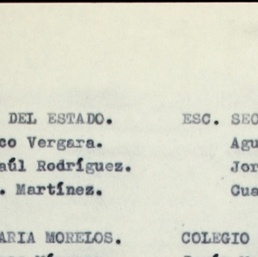 DEL ESTADO. ESC. SEC
co Vergara. Agu
aúl Rodríguez. Jor
. Martínez. Cua
ARIA MORELOS. COLEGIO